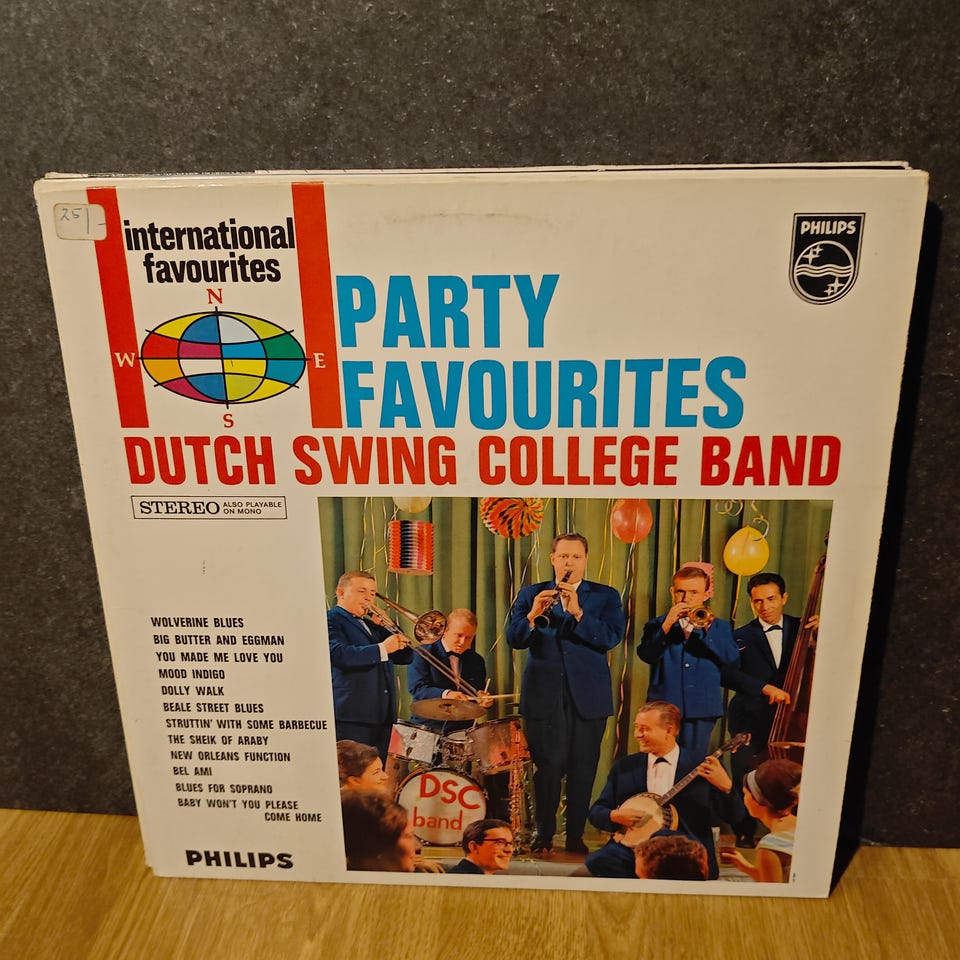 25/-
international
favourites
N
W
E
S
PHILIPS
PARTY
FAVOURITES
DUTCH SWING COLLEGE BAND
STEREO ALSO PLAYABLE
ON MONO
WOLVERINE BLUES
BIG BUTTER AND EGGMAN
YOU MADE ME LOVE YOU
MOOD INDIGO
DOLLY WALK
BEALE STREET BLUES
STRUTTIN' WITH SOME BARBECUE
THE SHEIK OF ARABY
NEW ORLEANS FUNCTION
BEL AMI
BLUES FOR SOPRANO
BABY WON'T YOU PLEASE
COME HOME
DSC
band
PHILIPS